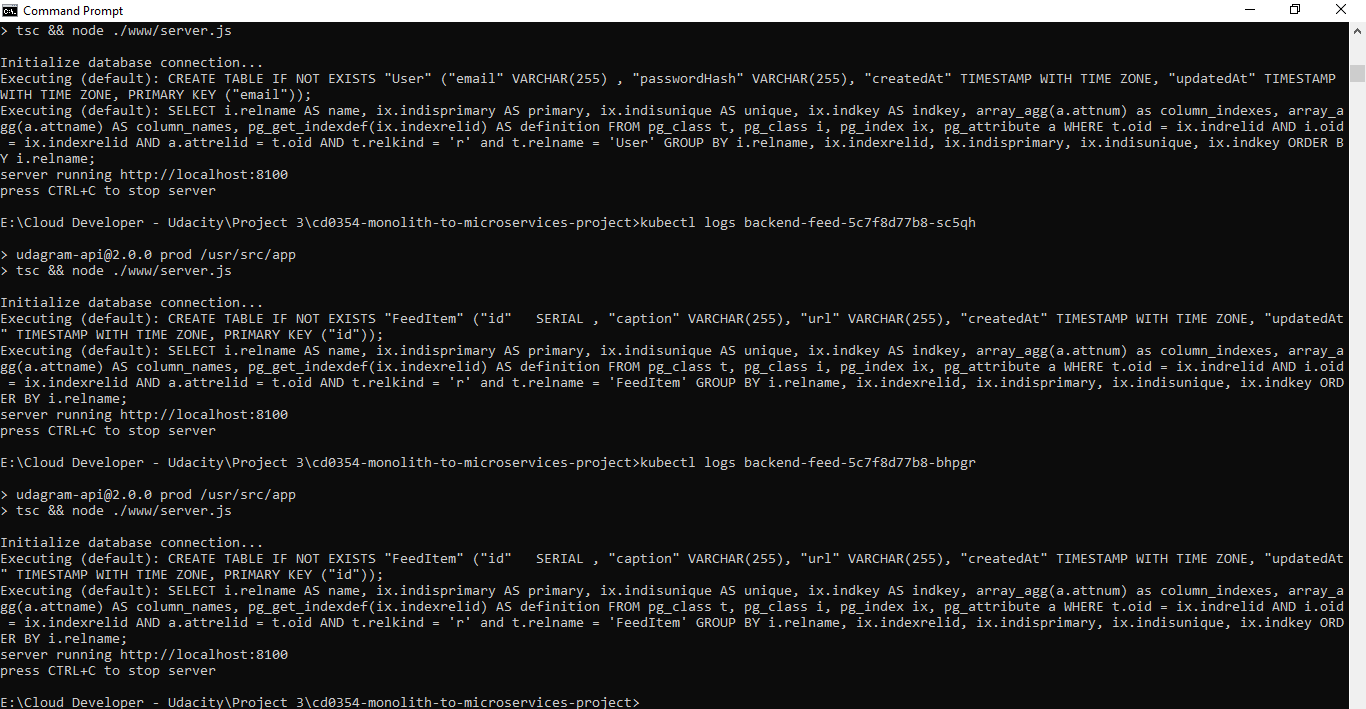 Command Prompt
> tsc && node ./www/server.js
Initialize database connection...
Executing (default): CREATE TABLE IF NOT EXISTS "User" ("email" VARCHAR(255) , "passwordHash" VARCHAR(255), "createdAt" TIMESTAMP WITH TIME ZONE, "updatedAt" TIMESTAMP
WITH TIME ZONE, PRIMARY KEY ("email"));
Executing (default): SELECT i.relname AS name, ix.indisprimary AS primary, ix.indisunique AS unique, ix.indkey AS indkey, array_agg(a.attnum) as column_indexes, array_a
gg(a.attname) AS column_names, pg_get_indexdef(ix.indexrelid) AS definition FROM pg_class t, pg_class i, pg_index ix, pg_attribute a WHERE t.oid = ix.indrelid AND i.oid
= ix.indexrelid AND a.attrelid = t.oid AND t.relkind = 'r' and t.relname = 'User' GROUP BY i.relname, ix.indexrelid, ix.indisprimary, ix.indisunique, ix.indkey ORDER B
Y i.relname;
server running http://localhost:8100
press CTRL+C to stop server
E:\Cloud Developer - Udacity\Project 3\cd0354-monolith-to-microservices-project>kubectl logs backend-feed-5c7f8d77b8-sc5qh
> udagram-api@2.0.0 prod /usr/src/app
> tsc && node ./www/server.js
Initialize database connection...
Executing (default): CREATE TABLE IF NOT EXISTS "FeedItem" ("id"   SERIAL , "caption" VARCHAR(255), "url" VARCHAR(255), "createdAt" TIMESTAMP WITH TIME ZONE, "updatedAt
" TIMESTAMP WITH TIME ZONE, PRIMARY KEY ("id"));
Executing (default): SELECT i.relname AS name, ix.indisprimary AS primary, ix.indisunique AS unique, ix.indkey AS indkey, array_agg(a.attnum) as column_indexes, array_a
gg(a.attname) AS column_names, pg_get_indexdef(ix.indexrelid) AS definition FROM pg_class t, pg_class i, pg_index ix, pg_attribute a WHERE t.oid = ix.indrelid AND i.oid
= ix.indexrelid AND a.attrelid = t.oid AND t.relkind = 'r' and t.relname = 'FeedItem' GROUP BY i.relname, ix.indexrelid, ix.indisprimary, ix.indisunique, ix.indkey ORD
ER BY i.relname;
server running http://localhost:8100
press CTRL+C to stop server
E:\Cloud Developer - Udacity\Project 3\cd0354-monolith-to-microservices-project>kubectl logs backend-feed-5c7f8d77b8-bhpgr
> udagram-api@2.0.0 prod /usr/src/app
> tsc && node ./www/server.js
Initialize database connection...
Executing (default): CREATE TABLE IF NOT EXISTS "FeedItem" ("id"   SERIAL , "caption" VARCHAR(255), "url" VARCHAR(255), "createdAt" TIMESTAMP WITH TIME ZONE, "updatedAt
" TIMESTAMP WITH TIME ZONE, PRIMARY KEY ("id"));
Executing (default): SELECT i.relname AS name, ix.indisprimary AS primary, ix.indisunique AS unique, ix.indkey AS indkey, array_agg(a.attnum) as column_indexes, array_a
gg(a.attname) AS column_names, pg_get_indexdef(ix.indexrelid) AS definition FROM pg_class t, pg_class i, pg_index ix, pg_attribute a WHERE t.oid = ix.indrelid AND i.oid
= ix.indexrelid AND a.attrelid = t.oid AND t.relkind = 'r' and t.relname = 'FeedItem' GROUP BY i.relname, ix.indexrelid, ix.indisprimary, ix.indisunique, ix.indkey ORD
ER BY i.relname;
server running http://localhost:8100
press CTRL+C to stop server
E:\Cloud Developer - Udacity\Project 3\cd0354-monolith-to-microservices-project>